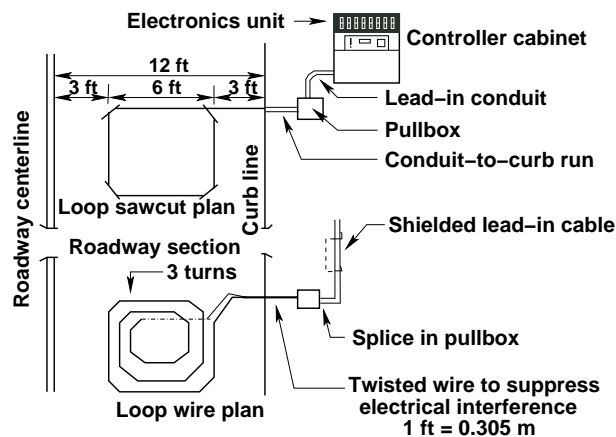 Electronics unit
Controller cabinet
12 ft
3 ft
6 ft
3 ft
Lead–in conduit
Pullbox
Conduit–to–curb run
Roadway centerline
Curb line
Loop sawcut plan
Roadway section
3 turns
Shielded lead–in cable
Splice in pullbox
Loop wire plan
Twisted wire to suppress
electrical interference
1 ft = 0.305 m